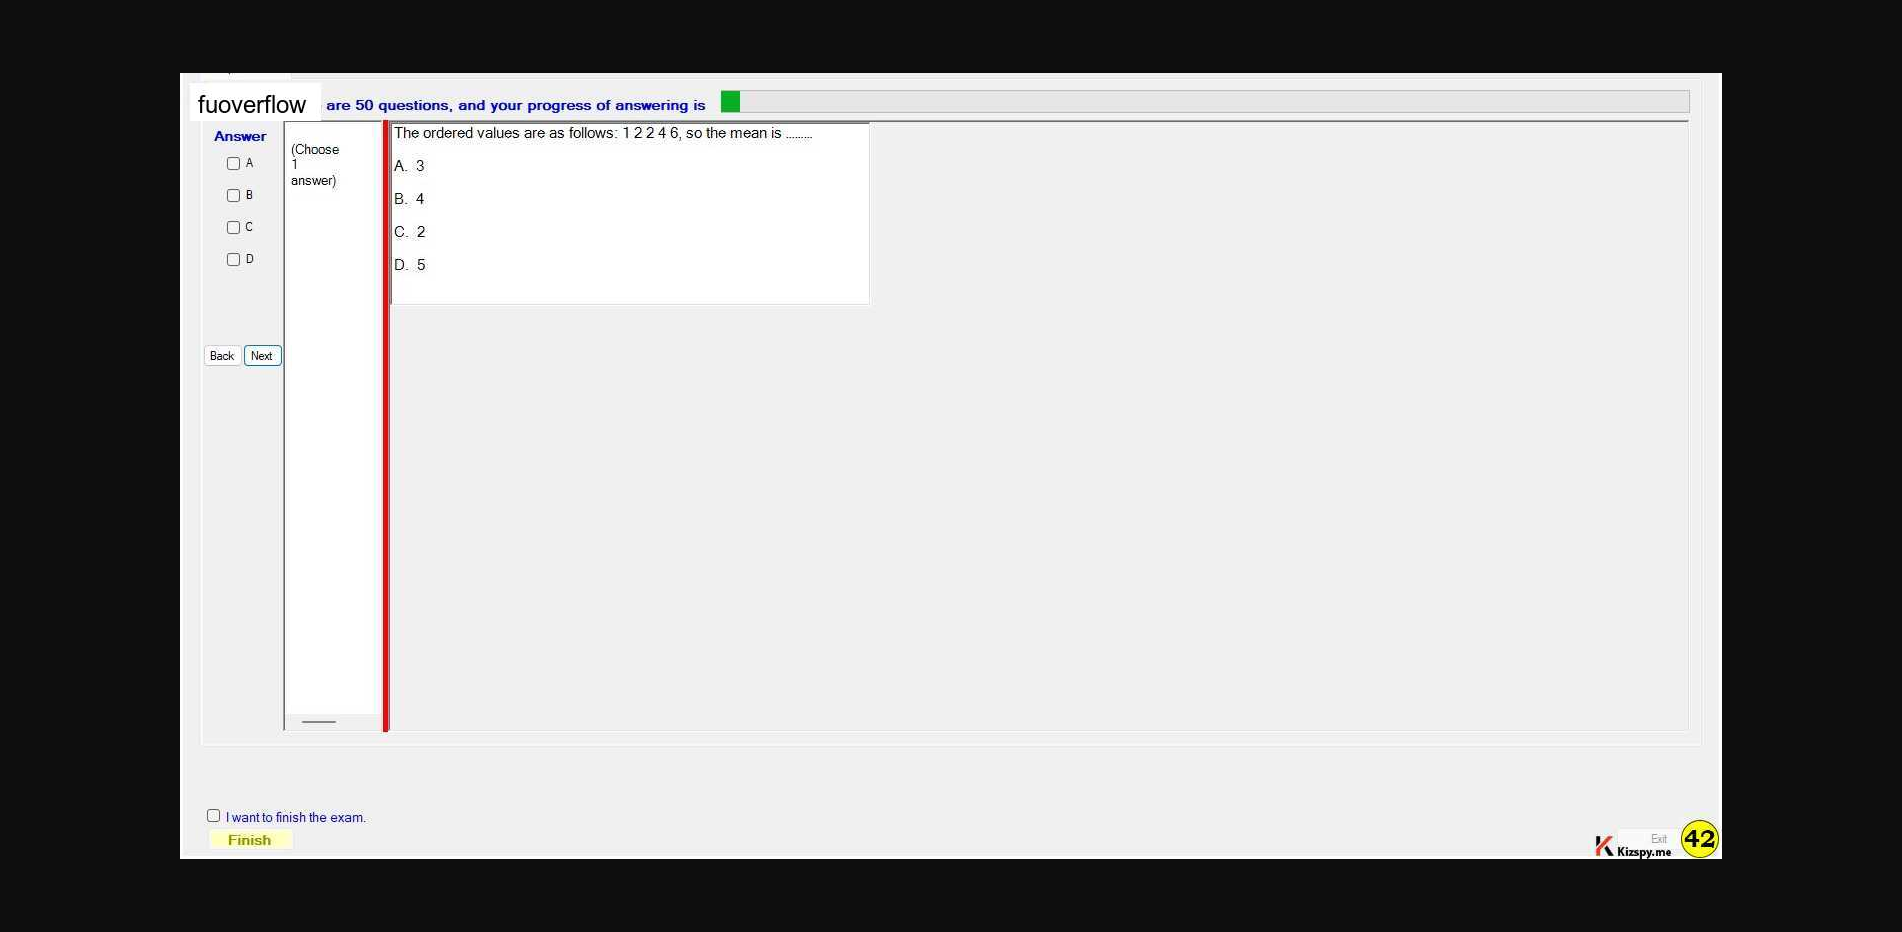 fuoverflow are 50 questions, and your progress of answering is
Answer
A
B
C
D
Back Next
(Choose
1
answer)
The ordered values are as follows: 1 2 2 4 6, so the mean is .........
A. 3
B. 4
C. 2
D. 5
I want to finish the exam.
Finish
Exit
Kizspy.me
42